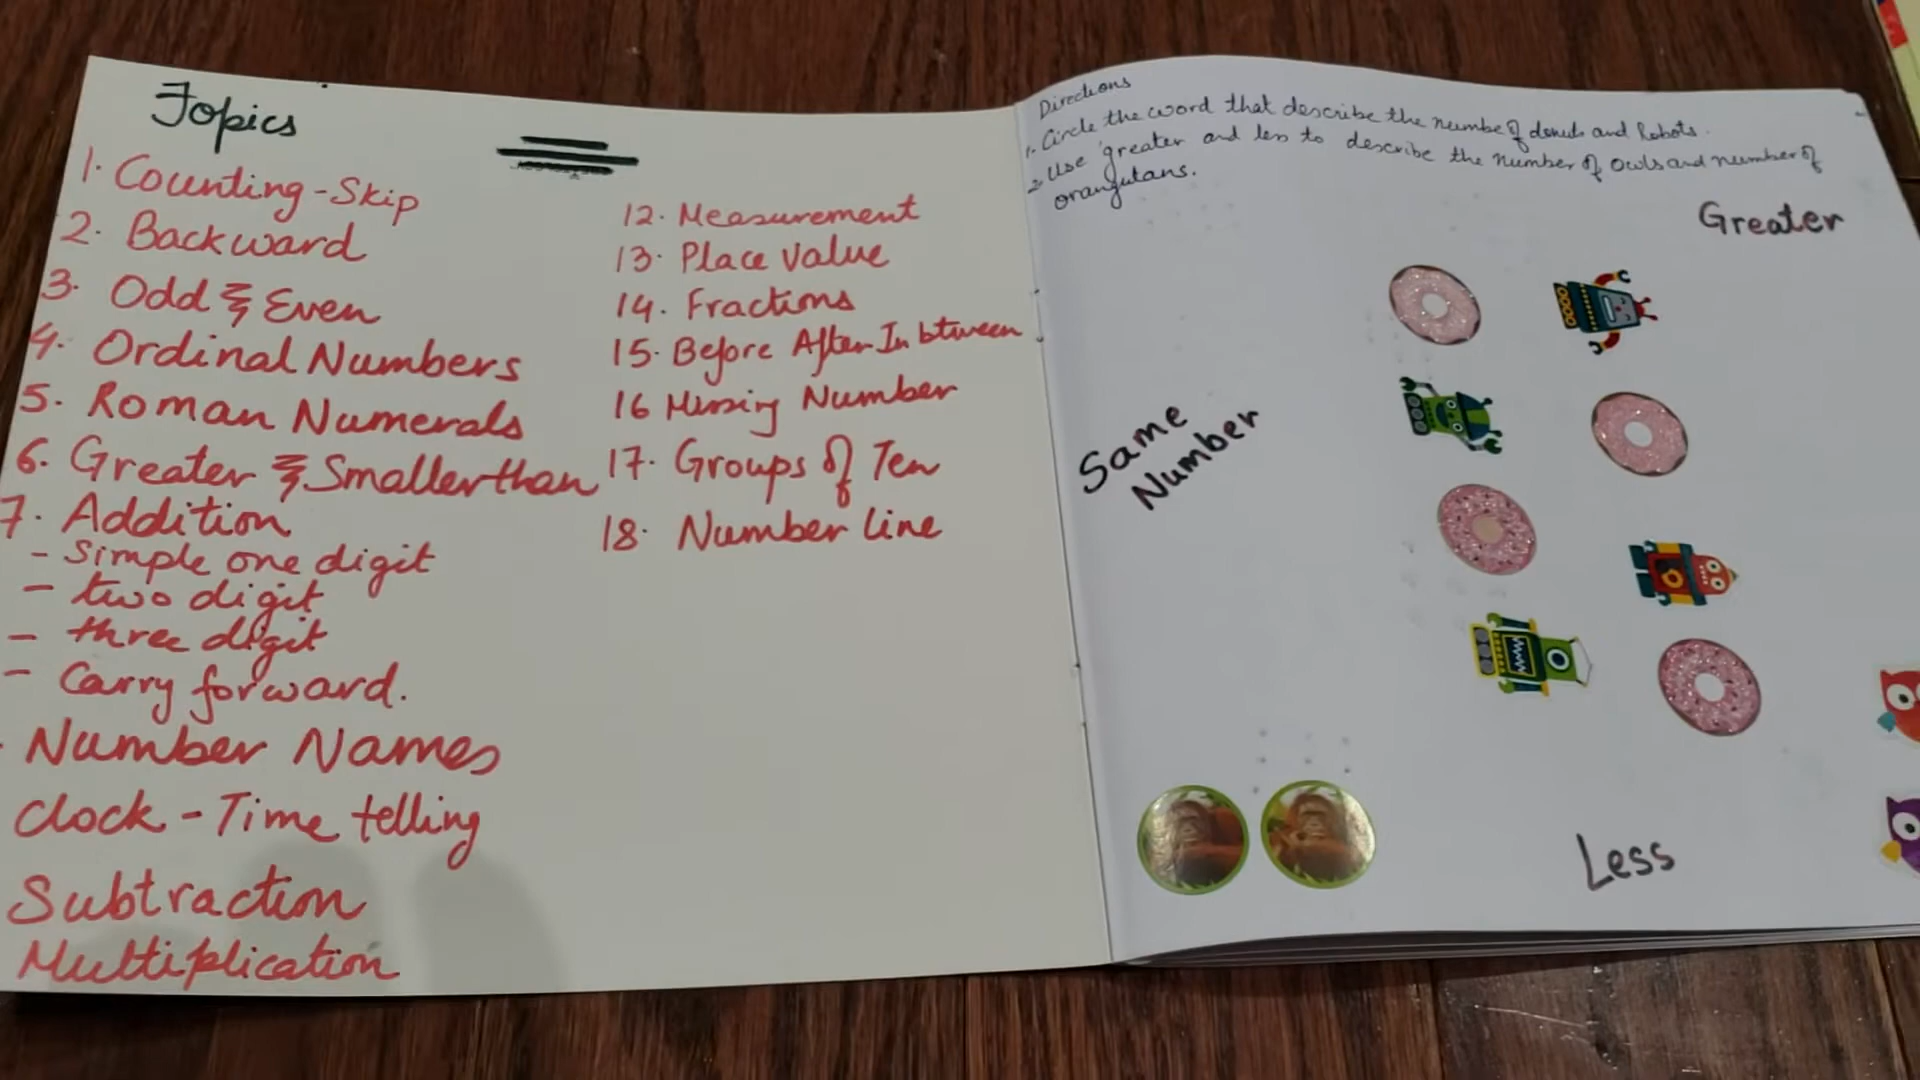 Topics
1. Counting-Skip
2. Backward
3. Odd & Even
4. Ordinal Numbers
5. Roman Numerals
6. Greater & Smaller than
7. Addition
- Simple one digit
- two digit
- three digit
- Carry forward.
Number Names
Clock - Time telling
Subtraction
Multiplication
12. Measurement
13. Place Value
14. Fractions
15. Before After In btween
16 Missing Number
17. Groups of Ten
18. Number line
Directions
1. Circle the word that describe the numbe of donuts and Robots.
2. Use greater and less to describe the number of owls and number of
orangutans.
Greater
Same
Number
Less